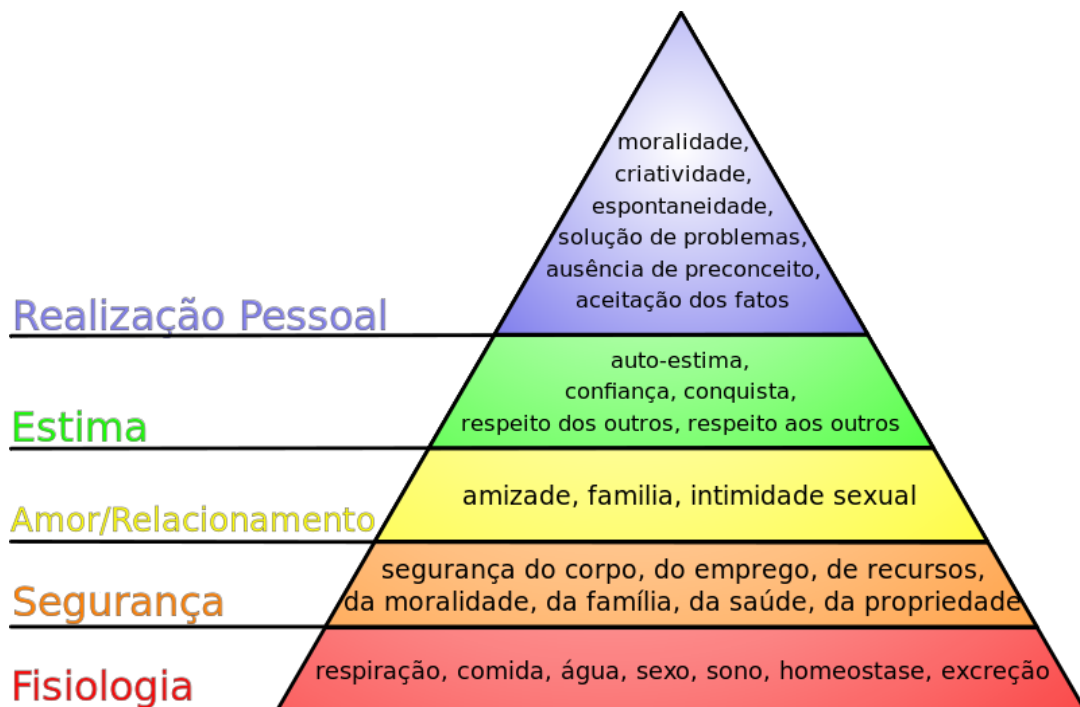 moralidade,
criatividade,
espontaneidade,
solução de problemas,
ausência de preconceito,
aceitação dos fatos
Realização Pessoal
auto-estima,
confiança, conquista,
respeito dos outros, respeito aos outros
Estima
amizade, familia, intimidade sexual
Amor/Relacionamento
segurança do corpo, do emprego, de recursos,
da moralidade, da família, da saúde, da propriedade
Segurança
respiração, comida, água, sexo, sono, homeostase, excreção
Fisiologia